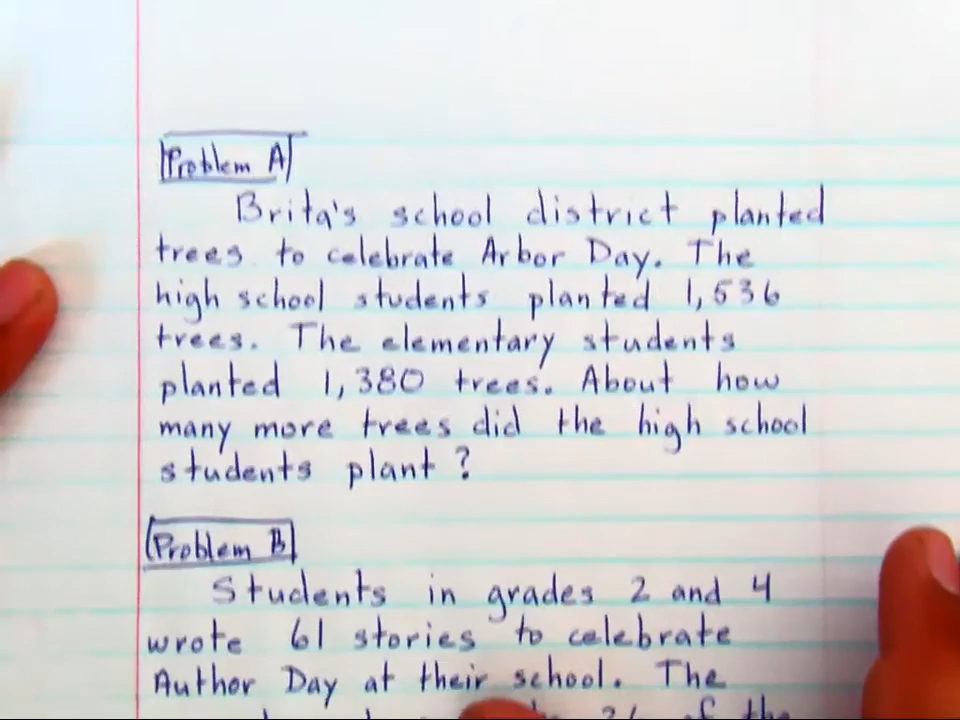 Problem A
Brita's school district planted
trees to celebrate Arbor Day. The
high school students planted 1,536
trees. The elementary students
planted 1,380 trees. About how
many more trees did the high school
students plant?
Problem B
Students in grades 2 and 4
wrote 61 stories to celebrate
Author Day at their school. The
of the